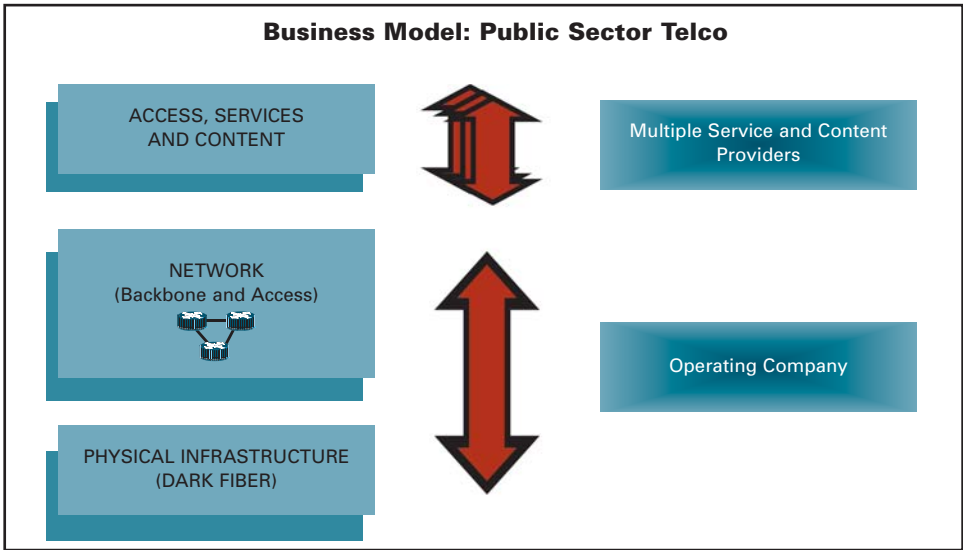 Business Model: Public Sector Telco
ACCESS, SERVICES
AND CONTENT
Multiple Service and Content
Providers
NETWORK
(Backbone and Access)
Operating Company
PHYSICAL INFRASTRUCTURE
(DARK FIBER)